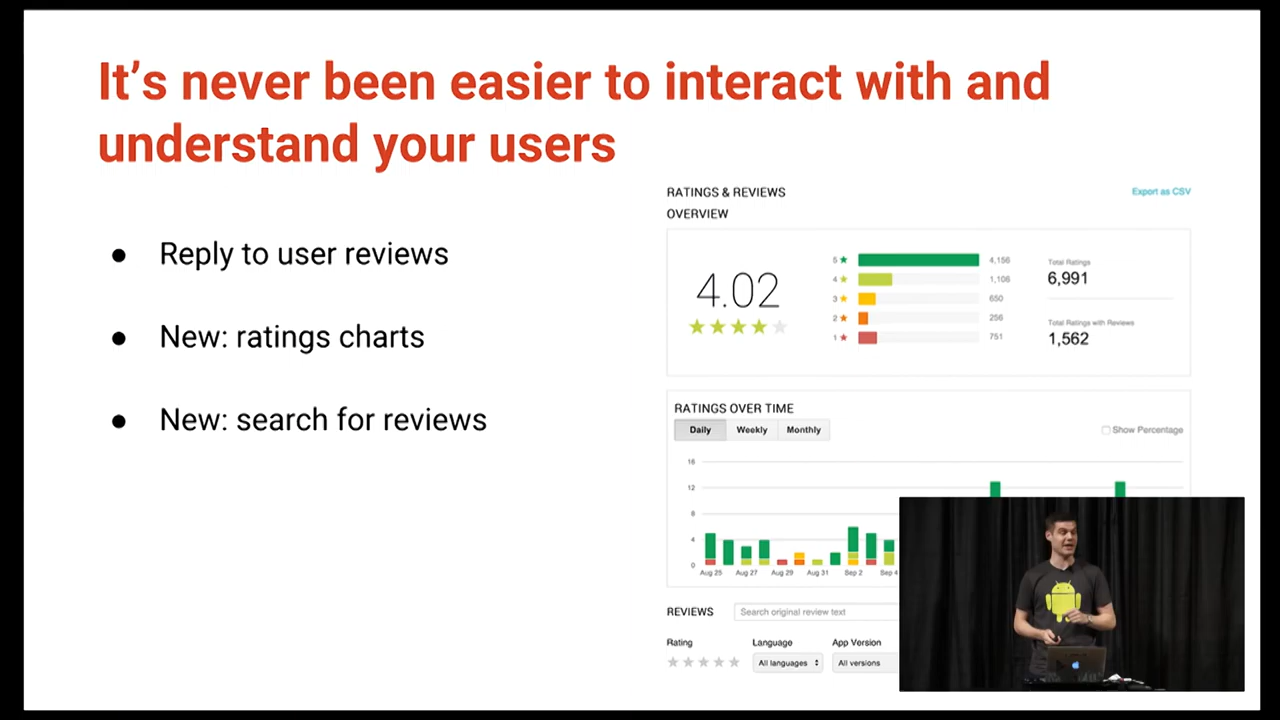 It's never been easier to interact with and
understand your users
● Reply to user reviews
● New: ratings charts
● New: search for reviews
RATINGS & REVIEWS
Export as CSV
OVERVIEW
4.02
5 4,156
4 1,106
3 650
2 256
1 751
Total Ratings
6,991
Total Ratings with Reviews
1,562
RATINGS OVER TIME
Daily Weekly Monthly
Show Percentage
16
12
8
4
0
Aug 25 Aug 27 Aug 29 Aug 31 Sep 2 Sep 4
REVIEWS Search original review text
Rating Language App Version
All languages All versions